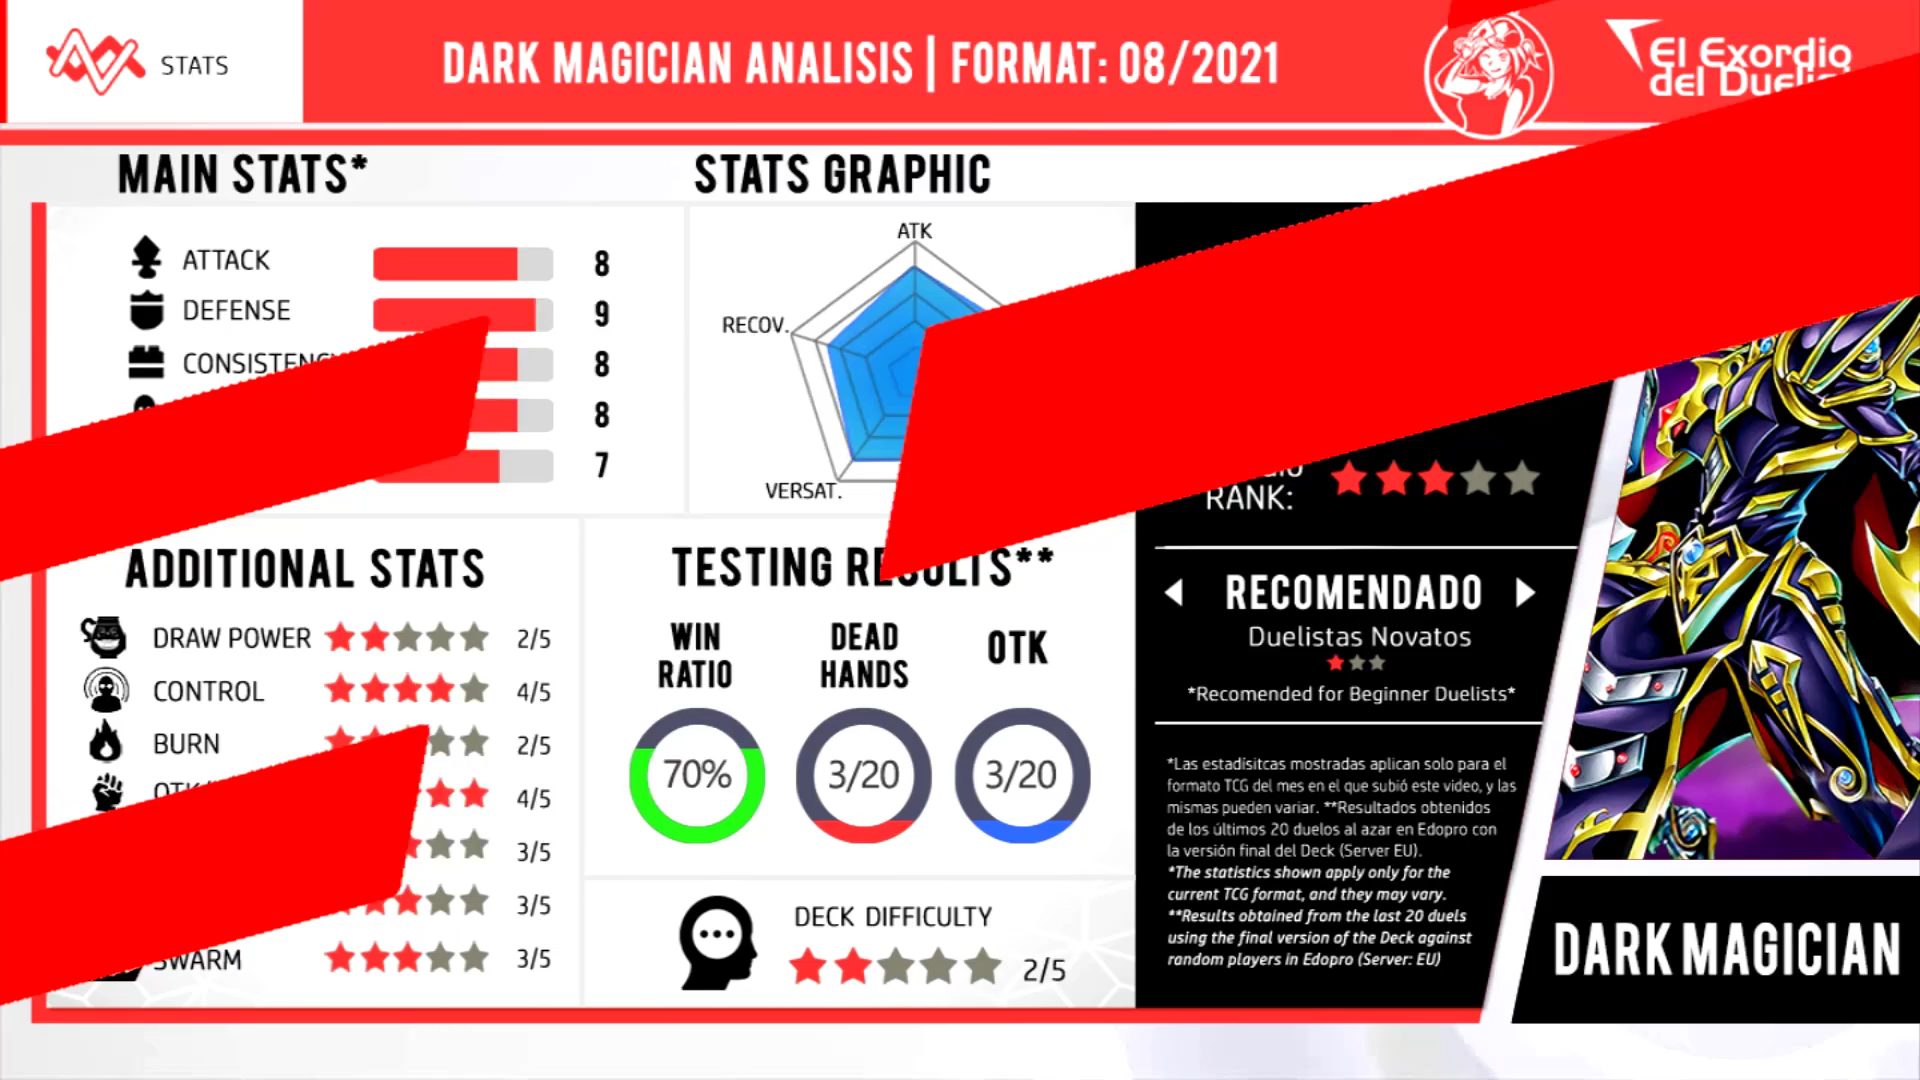 STATS
DARK MAGICIAN ANALISIS | FORMAT: 08/2021
El Exordio
del
MAIN STATS*
STATS GRAPHIC
ATTACK 8
DEFENSE 9
8
8
7
ATK
RECOV.
VERSAT.
RANK:
ADDITIONAL STATS
DRAW POWER 2/5
CONTROL 4/5
BURN 2/5
4/5
3/5
3/5
SWARM 3/5
TESTING RESULTS**
WIN
RATIO
DEAD
HANDS
OTK
70%
3/20
3/20
DECK DIFFICULTY
2/5
RECOMENDADO
Duelistas Novatos
*Recomended for Beginner Duelists*
*Las estadísitcas mostradas aplican solo para el
formato TCG del mes en el que subió este video, y las
mismas pueden variar. **Resultados obtenidos
de los últimos 20 duelos al azar en Edopro con
la versión final del Deck (Server EU).
*The statistics shown apply only for the
current TCG format, and they may vary.
**Results obtained from the last 20 duels
using the final version of the Deck against
random players in Edopro (Server: EU)
DARK MAGICIAN